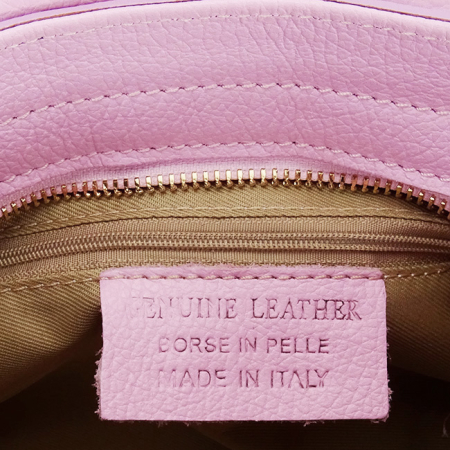 GENUINE LEATHER
BORSE IN PELLE
MADE IN ITALY